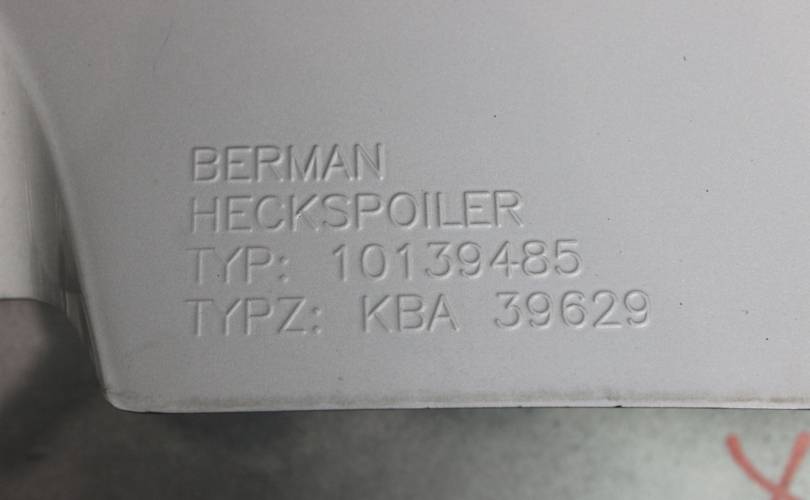 BERMAN
HECKSPOILER
TYP: 10139485
TYPZ: KBA 39629